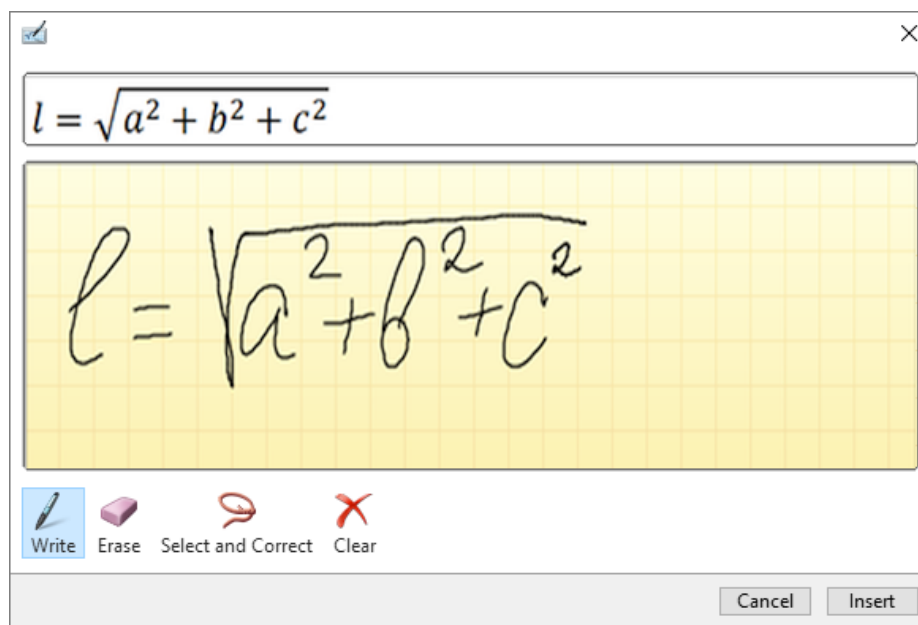 l = √(a² + b² + c²)
l = √(a² + b² + c²)
Write Erase Select and Correct Clear
Cancel Insert